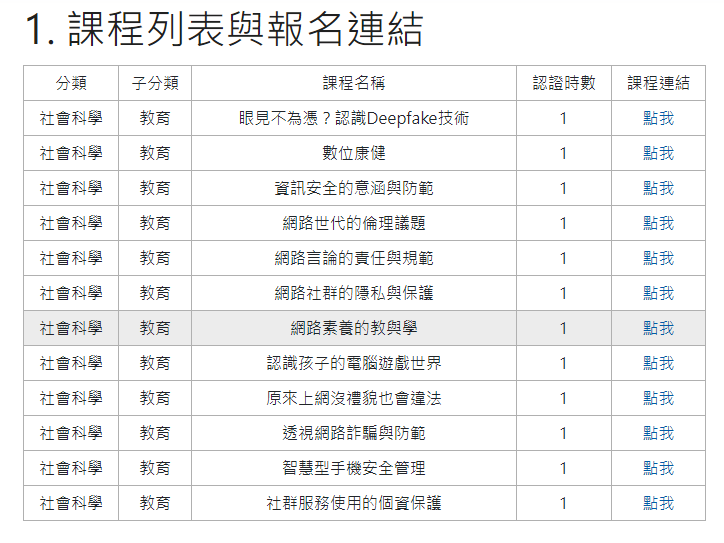 1. 課程列表與報名連結
分類 子分類 課程名稱 認證時數 課程連結
社會科學 教育 眼見不為憑？認識Deepfake技術 1 點我
社會科學 教育 數位康健 1 點我
社會科學 教育 資訊安全的意涵與防範 1 點我
社會科學 教育 網路世代的倫理議題 1 點我
社會科學 教育 網路言論的責任與規範 1 點我
社會科學 教育 網路社群的隱私與保護 1 點我
社會科學 教育 網路素養的教與學 1 點我
社會科學 教育 認識孩子的電腦遊戲世界 1 點我
社會科學 教育 原來上網沒禮貌也會違法 1 點我
社會科學 教育 透視網路詐騙與防範 1 點我
社會科學 教育 智慧型手機安全管理 1 點我
社會科學 教育 社群服務使用的個資保護 1 點我